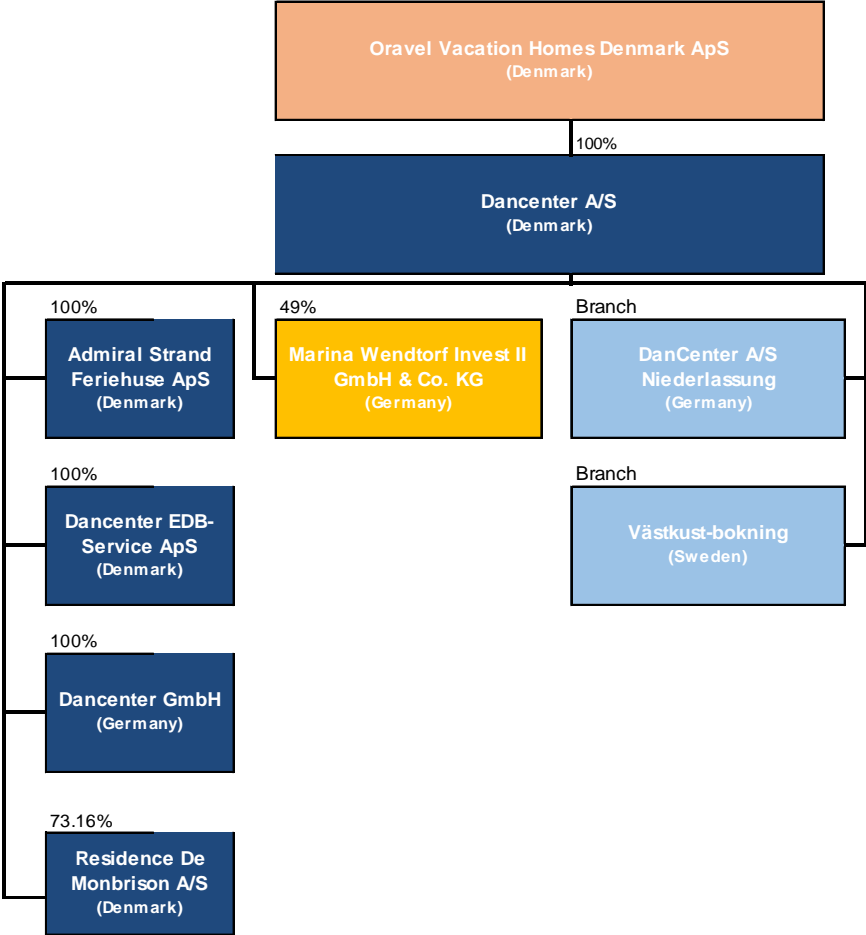 Oravel Vacation Homes Denmark ApS
(Denmark)
100%
Dancenter A/S
(Denmark)
100%
Admiral Strand
Feriehuse ApS
(Denmark)
49%
Marina Wendtorf Invest II
GmbH & Co. KG
(Germany)
Branch
DanCenter A/S
Niederlassung
(Germany)
100%
Dancenter EDB-
Service ApS
(Denmark)
Branch
Västkust-bokning
(Sweden)
100%
Dancenter GmbH
(Germany)
73.16%
Residence De
Monbrison A/S
(Denmark)